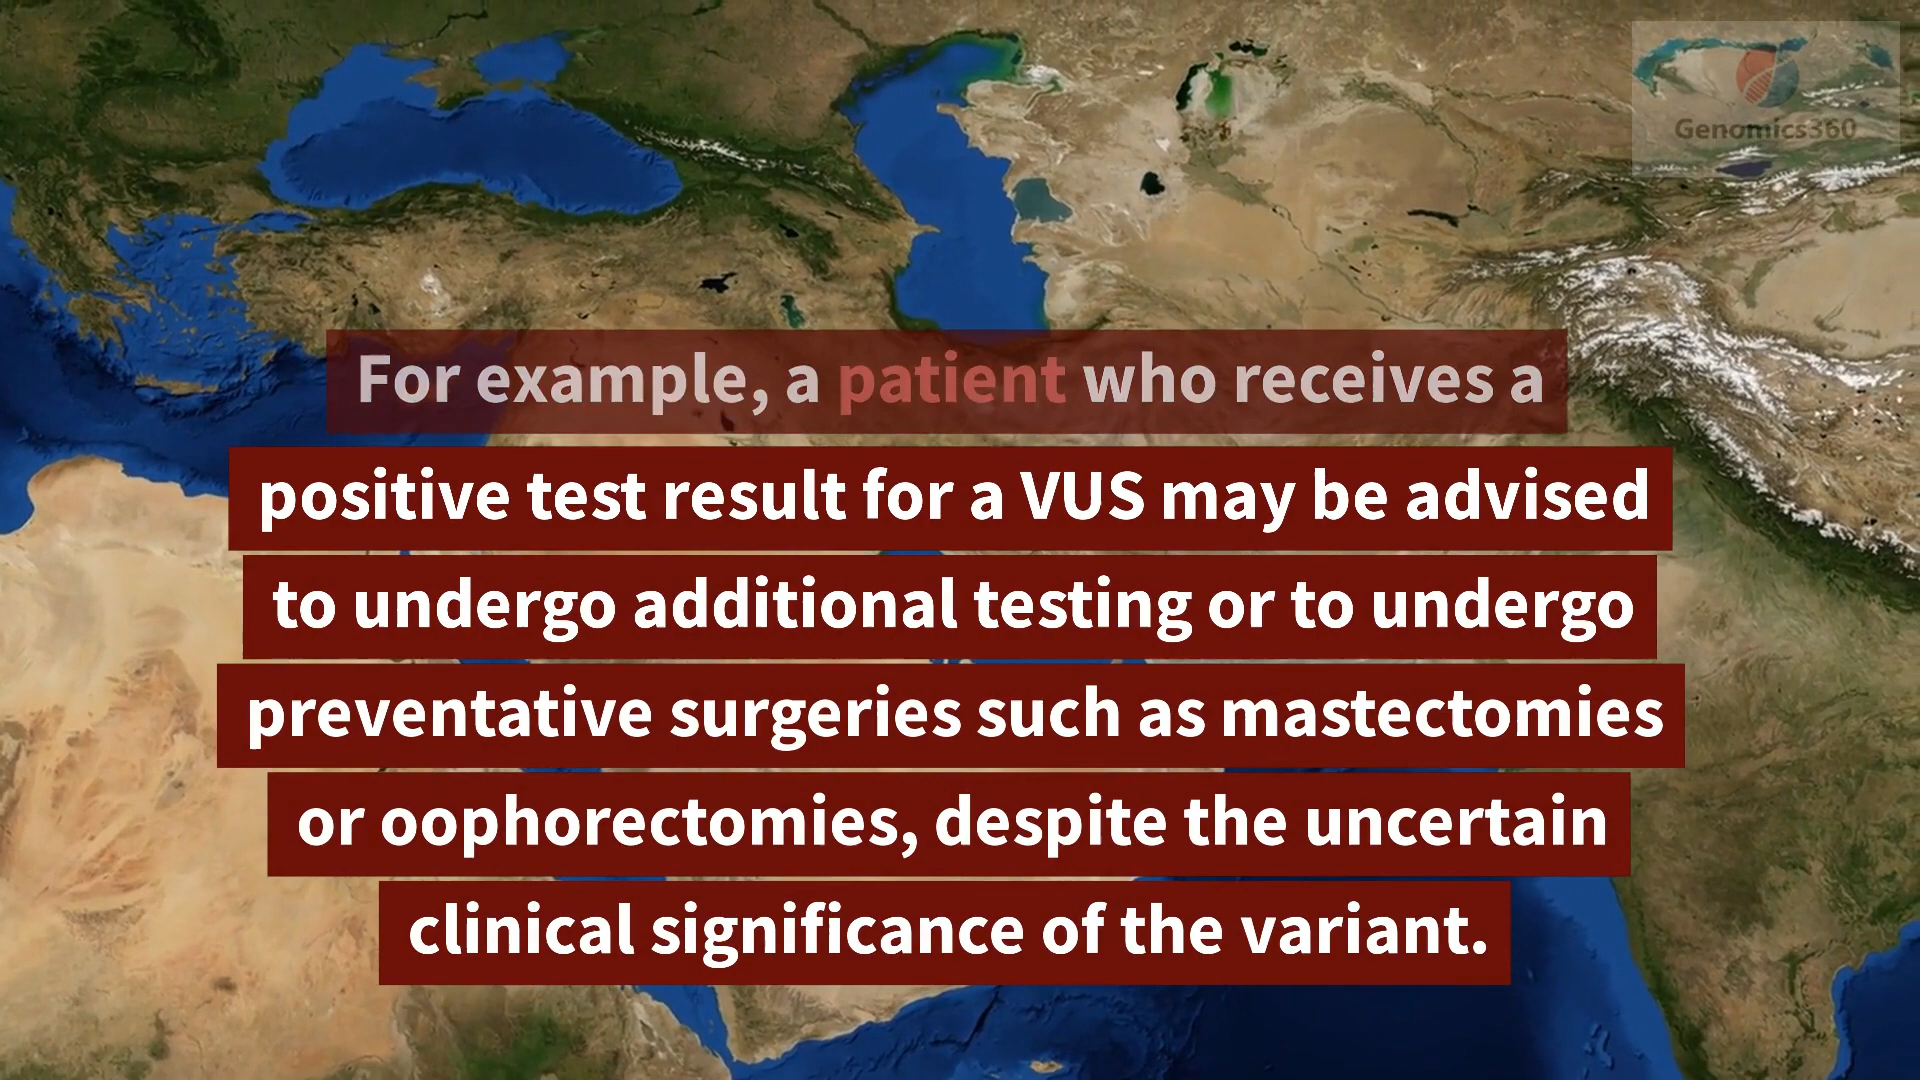 Genomics360
For example, a patient who receives a
positive test result for a VUS may be advised
to undergo additional testing or to undergo
preventative surgeries such as mastectomies
or oophorectomies, despite the uncertain
clinical significance of the variant.